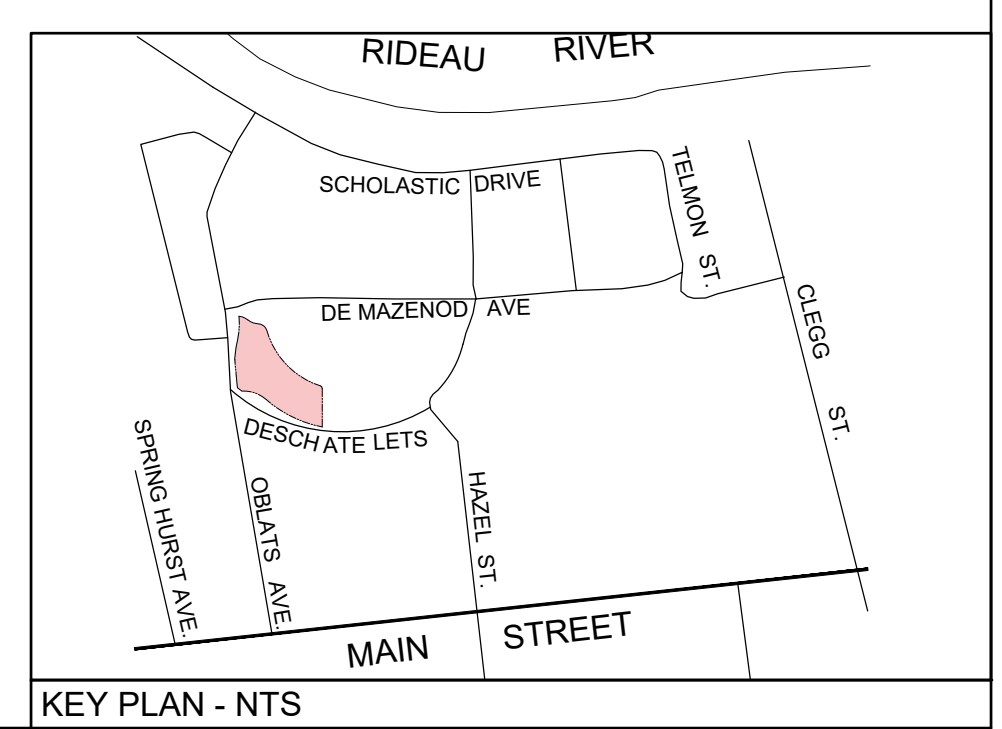 RIDEAU RIVER
SCHOLASTIC DRIVE
TELMON ST.
DE MAZENOD AVE
CLEGG ST.
DESCHATE LETS
SPRING HURST AVE.
OBLATS AVE.
HAZEL ST.
MAIN STREET
KEY PLAN - NTS